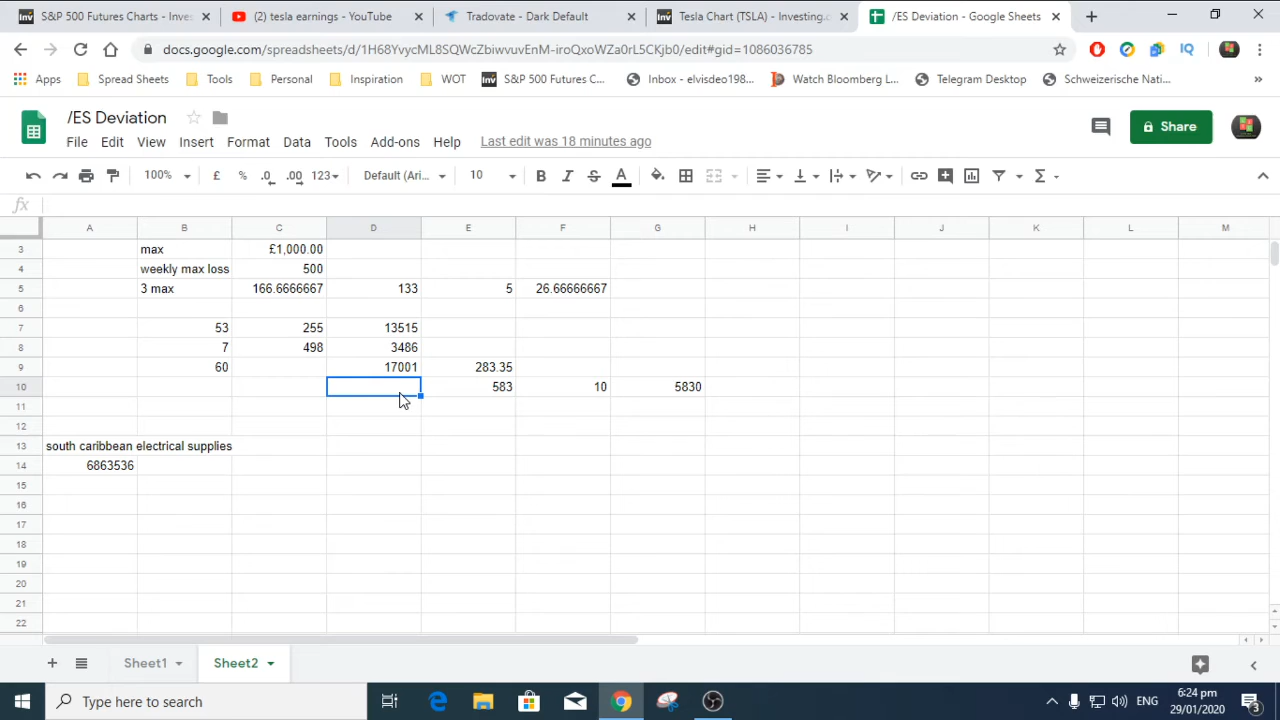 S&P 500 Futures Charts - Inves
(2) tesla earnings - YouTube
Tradovate - Dark Default
Tesla Chart (TSLA) - Investing.c
/ES Deviation - Google Sheets
docs.google.com/spreadsheets/d/1H68YvycML8SQWcZbiwvuvEnM-iroQxoWZa0rL5CKjb0/edit#gid=1086036785
Apps Spread Sheets Tools Personal Inspiration WOT S&P 500 Futures C... Inbox - elvisdec198... Watch Bloomberg L... Telegram Desktop Schweizerische Nati...
/ES Deviation
Share
File Edit View Insert Format Data Tools Add-ons Help Last edit was 18 minutes ago
100% £ % .0 .00 123 Default (Ari... 10 B I S A
fx
A B C D E F G H I J K L M
3 max £1,000.00
4 weekly max loss 500
5 3 max 166.6666667 133 5 26.66666667
6
7 53 255 13515
8 7 498 3486
9 60 17001 283.35
10 583 10 5830
11
12
13 south caribbean electrical supplies
14 6863536
15
16
17
18
19
20
21
22
Sheet1 Sheet2
Type here to search
ENG
6:24 pm
29/01/2020
3